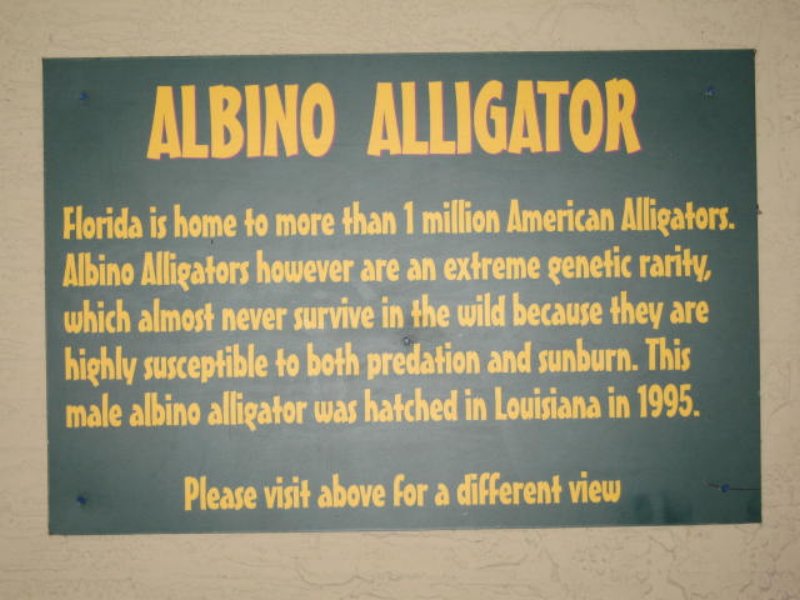 ALBINO ALLIGATOR
Florida is home to more than 1 million American Alligators.
Albino Alligators however are an extreme genetic rarity,
which almost never survive in the wild because they are
highly susceptible to both predation and sunburn. This
male albino alligator was hatched in Louisiana in 1995.
Please visit above for a different view